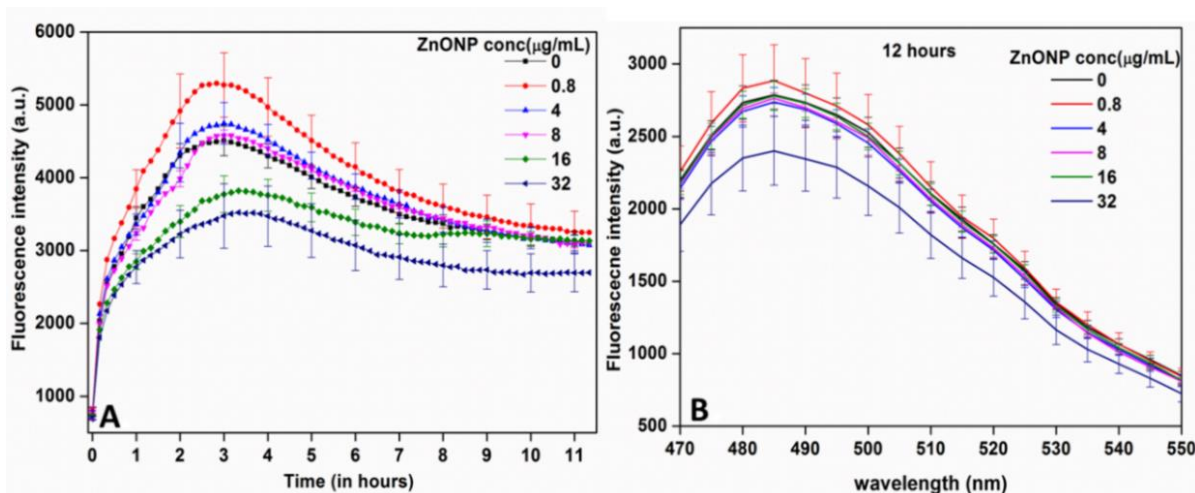 6000
5000
4000
3000
2000
1000
Fluorescence intensity (a.u.)
ZnONP conc(μg/mL)
0
0.8
4
8
16
32
A
0 1 2 3 4 5 6 7 8 9 10 11
Time (in hours)
3000
2500
2000
1500
1000
500
Fluorescecne intensity (a.u.)
12 hours
ZnONP conc(μg/mL)
0
0.8
4
8
16
32
B
470 480 490 500 510 520 530 540 550
wavelength (nm)